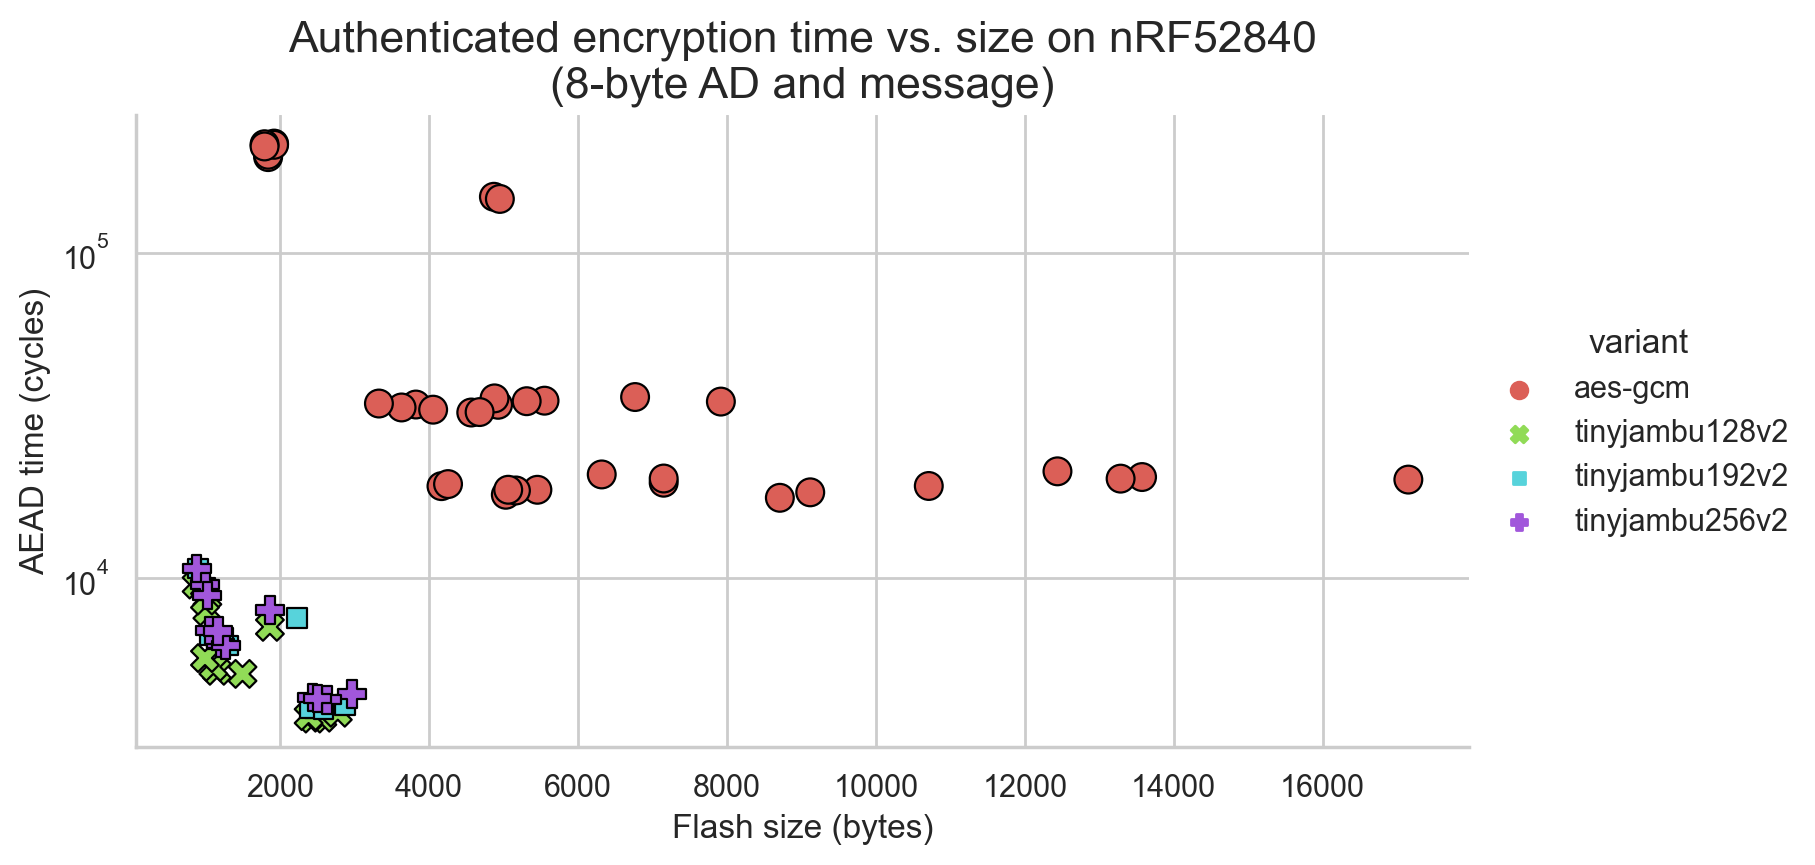 Authenticated encryption time vs. size on nRF52840
(8-byte AD and message)
AEAD time (cycles)
10^5
10^4
2000 4000 6000 8000 10000 12000 14000 16000
Flash size (bytes)
variant
aes-gcm
tinyjambu128v2
tinyjambu192v2
tinyjambu256v2